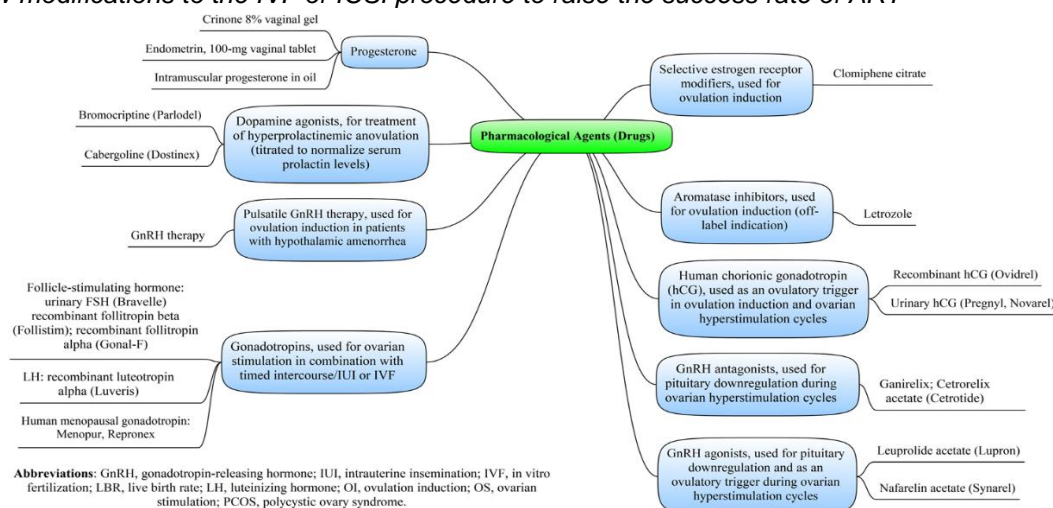 Crinone 8% vaginal gel
Endometrin, 100-mg vaginal tablet
Intramuscular progesterone in oil
Progesterone
Bromocriptine (Parlodel)
Cabergoline (Dostinex)
Dopamine agonists, for treatment
of hyperprolactinemic anovulation
(titrated to normalize serum
prolactin levels)
GnRH therapy
Pulsatile GnRH therapy, used for
ovulation induction in patients
with hypothalamic amenorrhea
Follicle-stimulating hormone:
urinary FSH (Bravelle)
recombinant follitropin beta
(Follistim); recombinant follitropin
alpha (Gonal-F)
LH: recombinant luteotropin
alpha (Luveris)
Human menopausal gonadotropin:
Menopur, Repronex
Gonadotropins, used for ovarian
stimulation in combination with
timed intercourse/IUI or IVF
Pharmacological Agents (Drugs)
Selective estrogen receptor
modifiers, used for
ovulation induction
Clomiphene citrate
Aromatase inhibitors, used
for ovulation induction (off-
label indication)
Letrozole
Human chorionic gonadotropin
(hCG), used as an ovulatory trigger
in ovulation induction and ovarian
hyperstimulation cycles
Recombinant hCG (Ovidrel)
Urinary hCG (Pregnyl, Novarel)
GnRH antagonists, used for
pituitary downregulation during
ovarian hyperstimulation cycles
Ganirelix; Cetrorelix
acetate (Cetrotide)
GnRH agonists, used for pituitary
downregulation and as an
ovulatory trigger during ovarian
hyperstimulation cycles
Leuprolide acetate (Lupron)
Nafarelin acetate (Synarel)
Abbreviations: GnRH, gonadotropin-releasing hormone; IUI, intrauterine insemination; IVF, in vitro
fertilization; LBR, live birth rate; LH, luteinizing hormone; OI, ovulation induction; OS, ovarian
stimulation; PCOS, polycystic ovary syndrome.